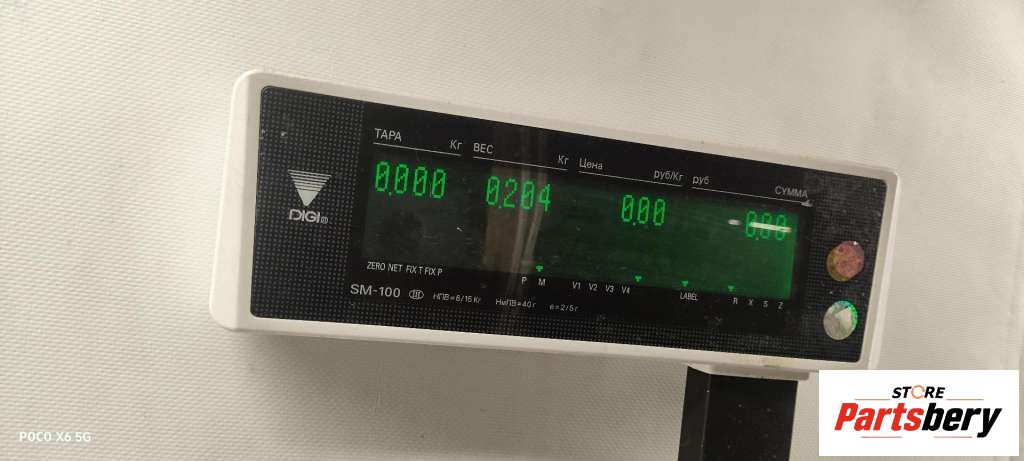 ТАРА Кг ВЕС Кг Цена руб/Кг руб СУММА
0.000 0.204 0.00 0.00
DIGI
ZERO NET FIX T FIX P P M V1 V2 V3 V4 LABEL R X S Z
SM-100 НПВ=6/15 Кг НмПВ=40 г e=2/5 г
STORE
Partsbery
POCO X6 5G